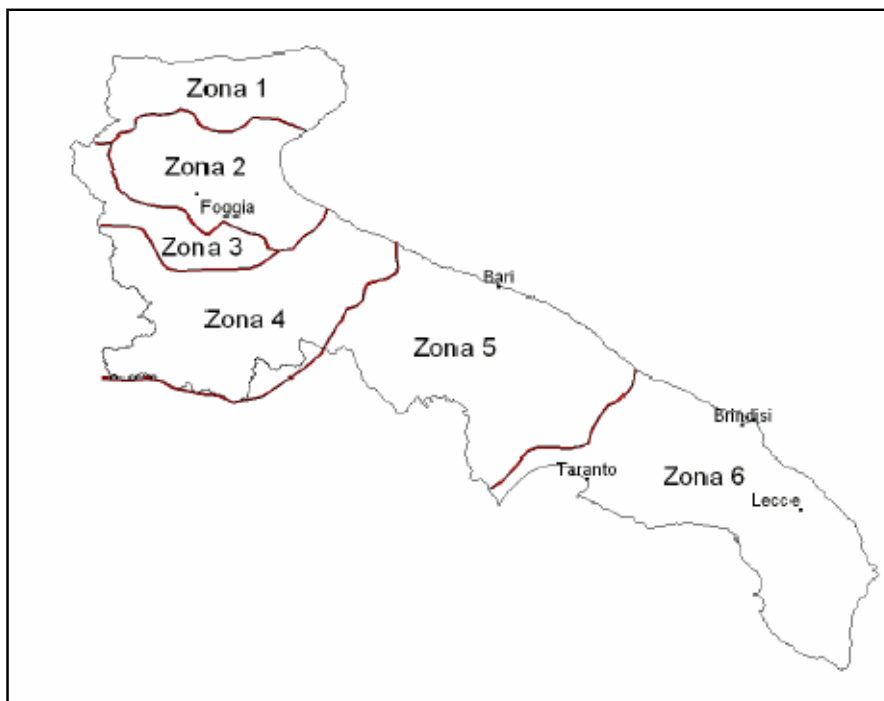 Zona 1
Zona 2
Foggia
Zona 3
Bari
Zona 4
Zona 5
Brindisi
Taranto
Zona 6
Lecce